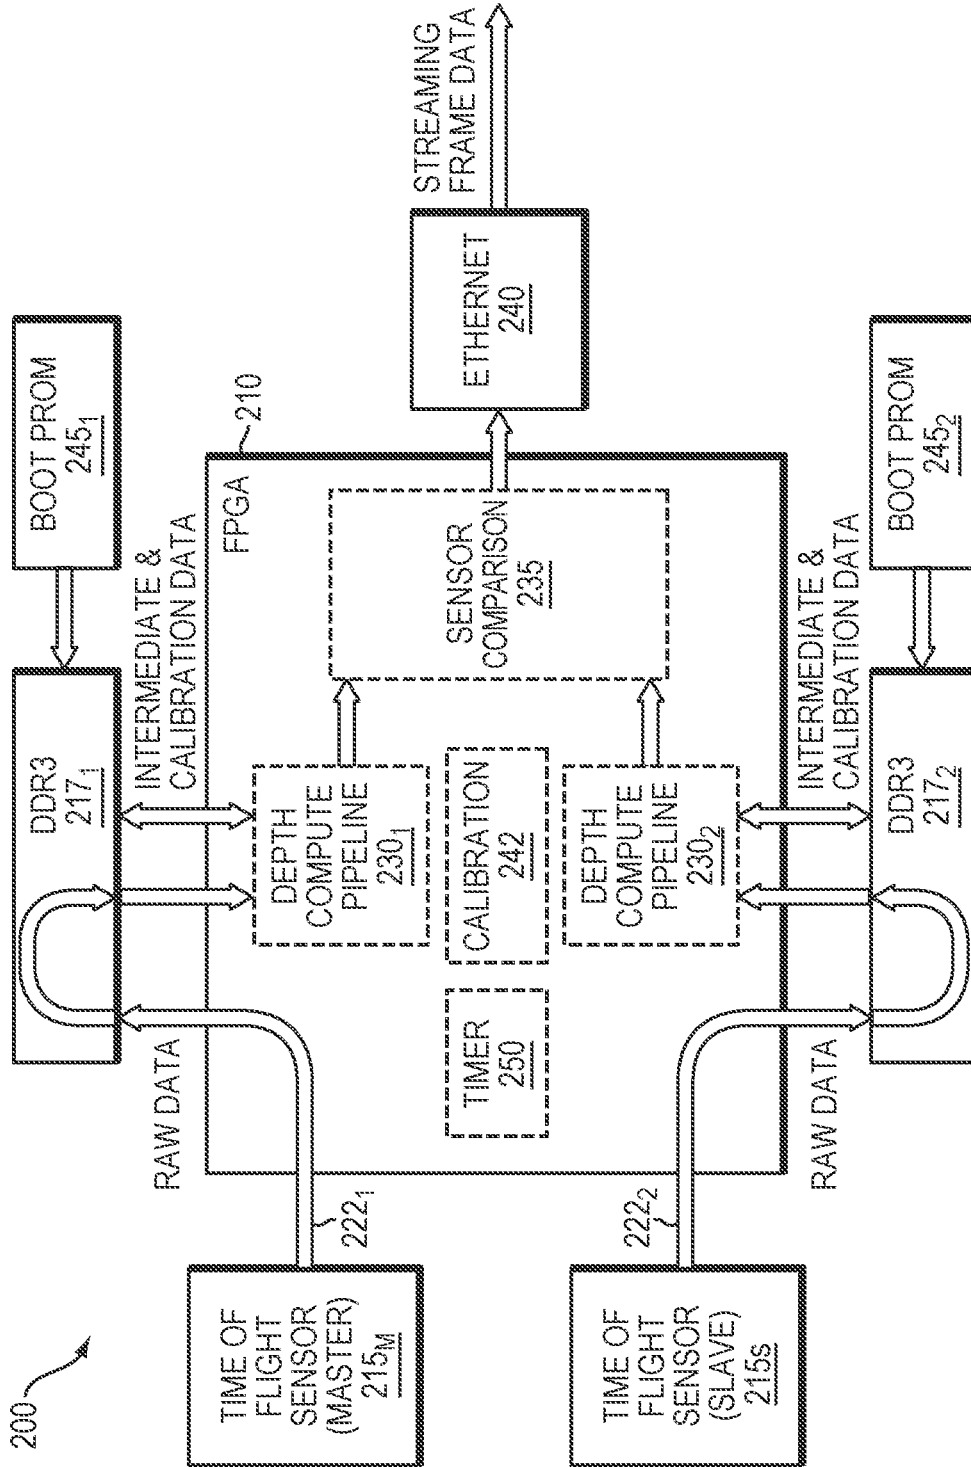 200
TIME OF
FLIGHT
SENSOR
(MASTER)
215M
TIME OF
FLIGHT
SENSOR
(SLAVE)
215S
222₁
222₂
RAW DATA
RAW DATA
DDR3
217₁
BOOT PROM
245₁
INTERMEDIATE &
CALIBRATION DATA
FPGA
210
TIMER
250
CALIBRATION
242
DEPTH
COMPUTE
PIPELINE
230₁
DEPTH
COMPUTE
PIPELINE
230₂
SENSOR
COMPARISON
235
ETHERNET
240
STREAMING
FRAME DATA
INTERMEDIATE &
CALIBRATION DATA
DDR3
217₂
BOOT PROM
245₂